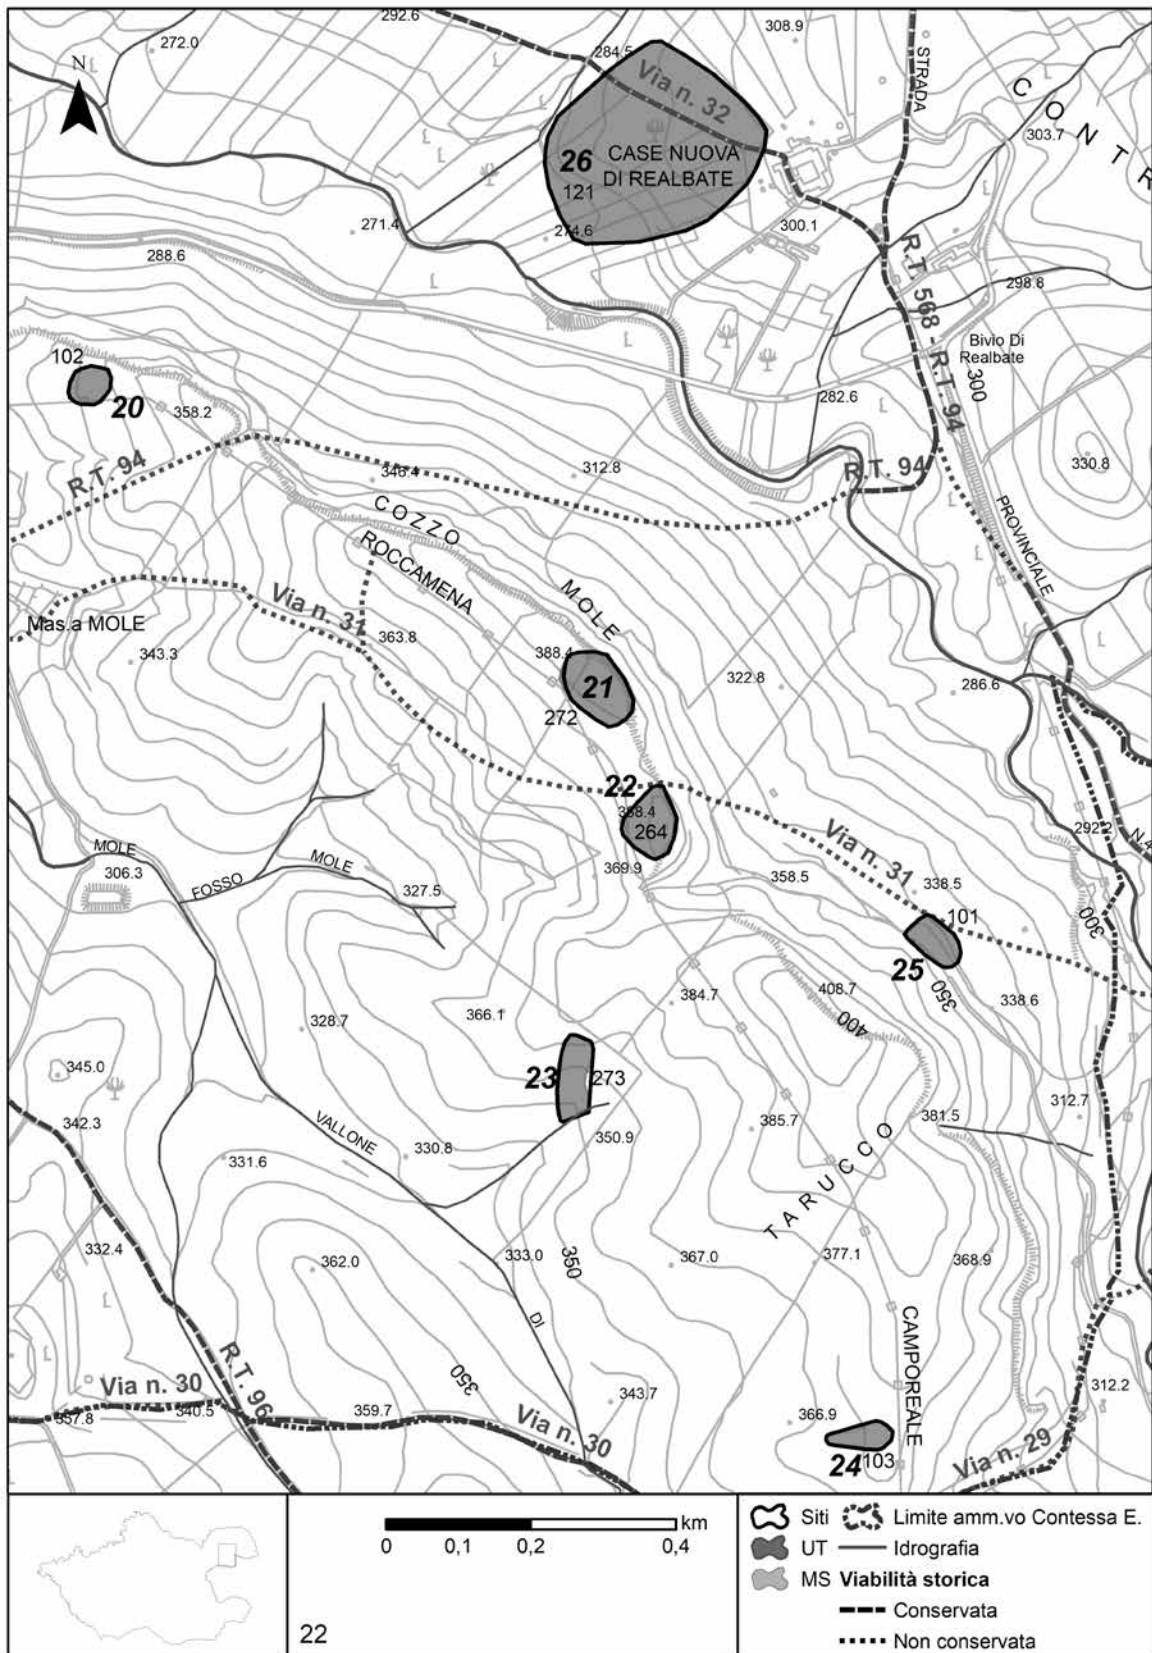 292.6
308.9
272.0
284.5
STRADA
N
Via n. 32
CONTR
303.7
26
CASE NUOVA
DI REALBATE
121
271.4
274.6
300.1
288.6
298.8
R.T. 568 - R.T. 94
Bivio Di
Realbate
300
102
20
358.2
282.6
R.T. 94
346.4
312.8
R.T. 94
330.8
COZZO
MOLE
ROCCAMENA
PROVINCIALE
Via n. 31
Mas.a MOLE
363.8
343.3
388.4
21
322.8
286.6
272
22
264
292.2
N.4
MOLE
306.3
FOSSO
MOLE
327.5
369.9
358.5
Via n. 31
338.5
101
300
25
384.7
408.7
400
350
338.6
366.1
328.7
345.0
23
273
312.7
342.3
VALLONE
350.9
385.7
381.5
331.6
330.8
TARUCCO
332.4
362.0
333.0
350
367.0
377.1
368.9
DI
CAMPOREALE
R.T. 96
350
312.2
Via n. 30
340.5
357.8
359.7
Via n. 30
343.7
366.9
24
103
Via n. 29
km
0
0,1
0,2
0,4
22
Siti
Limite amm.vo Contessa E.
UT
Idrografia
MS
Viabilità storica
Conservata
Non conservata